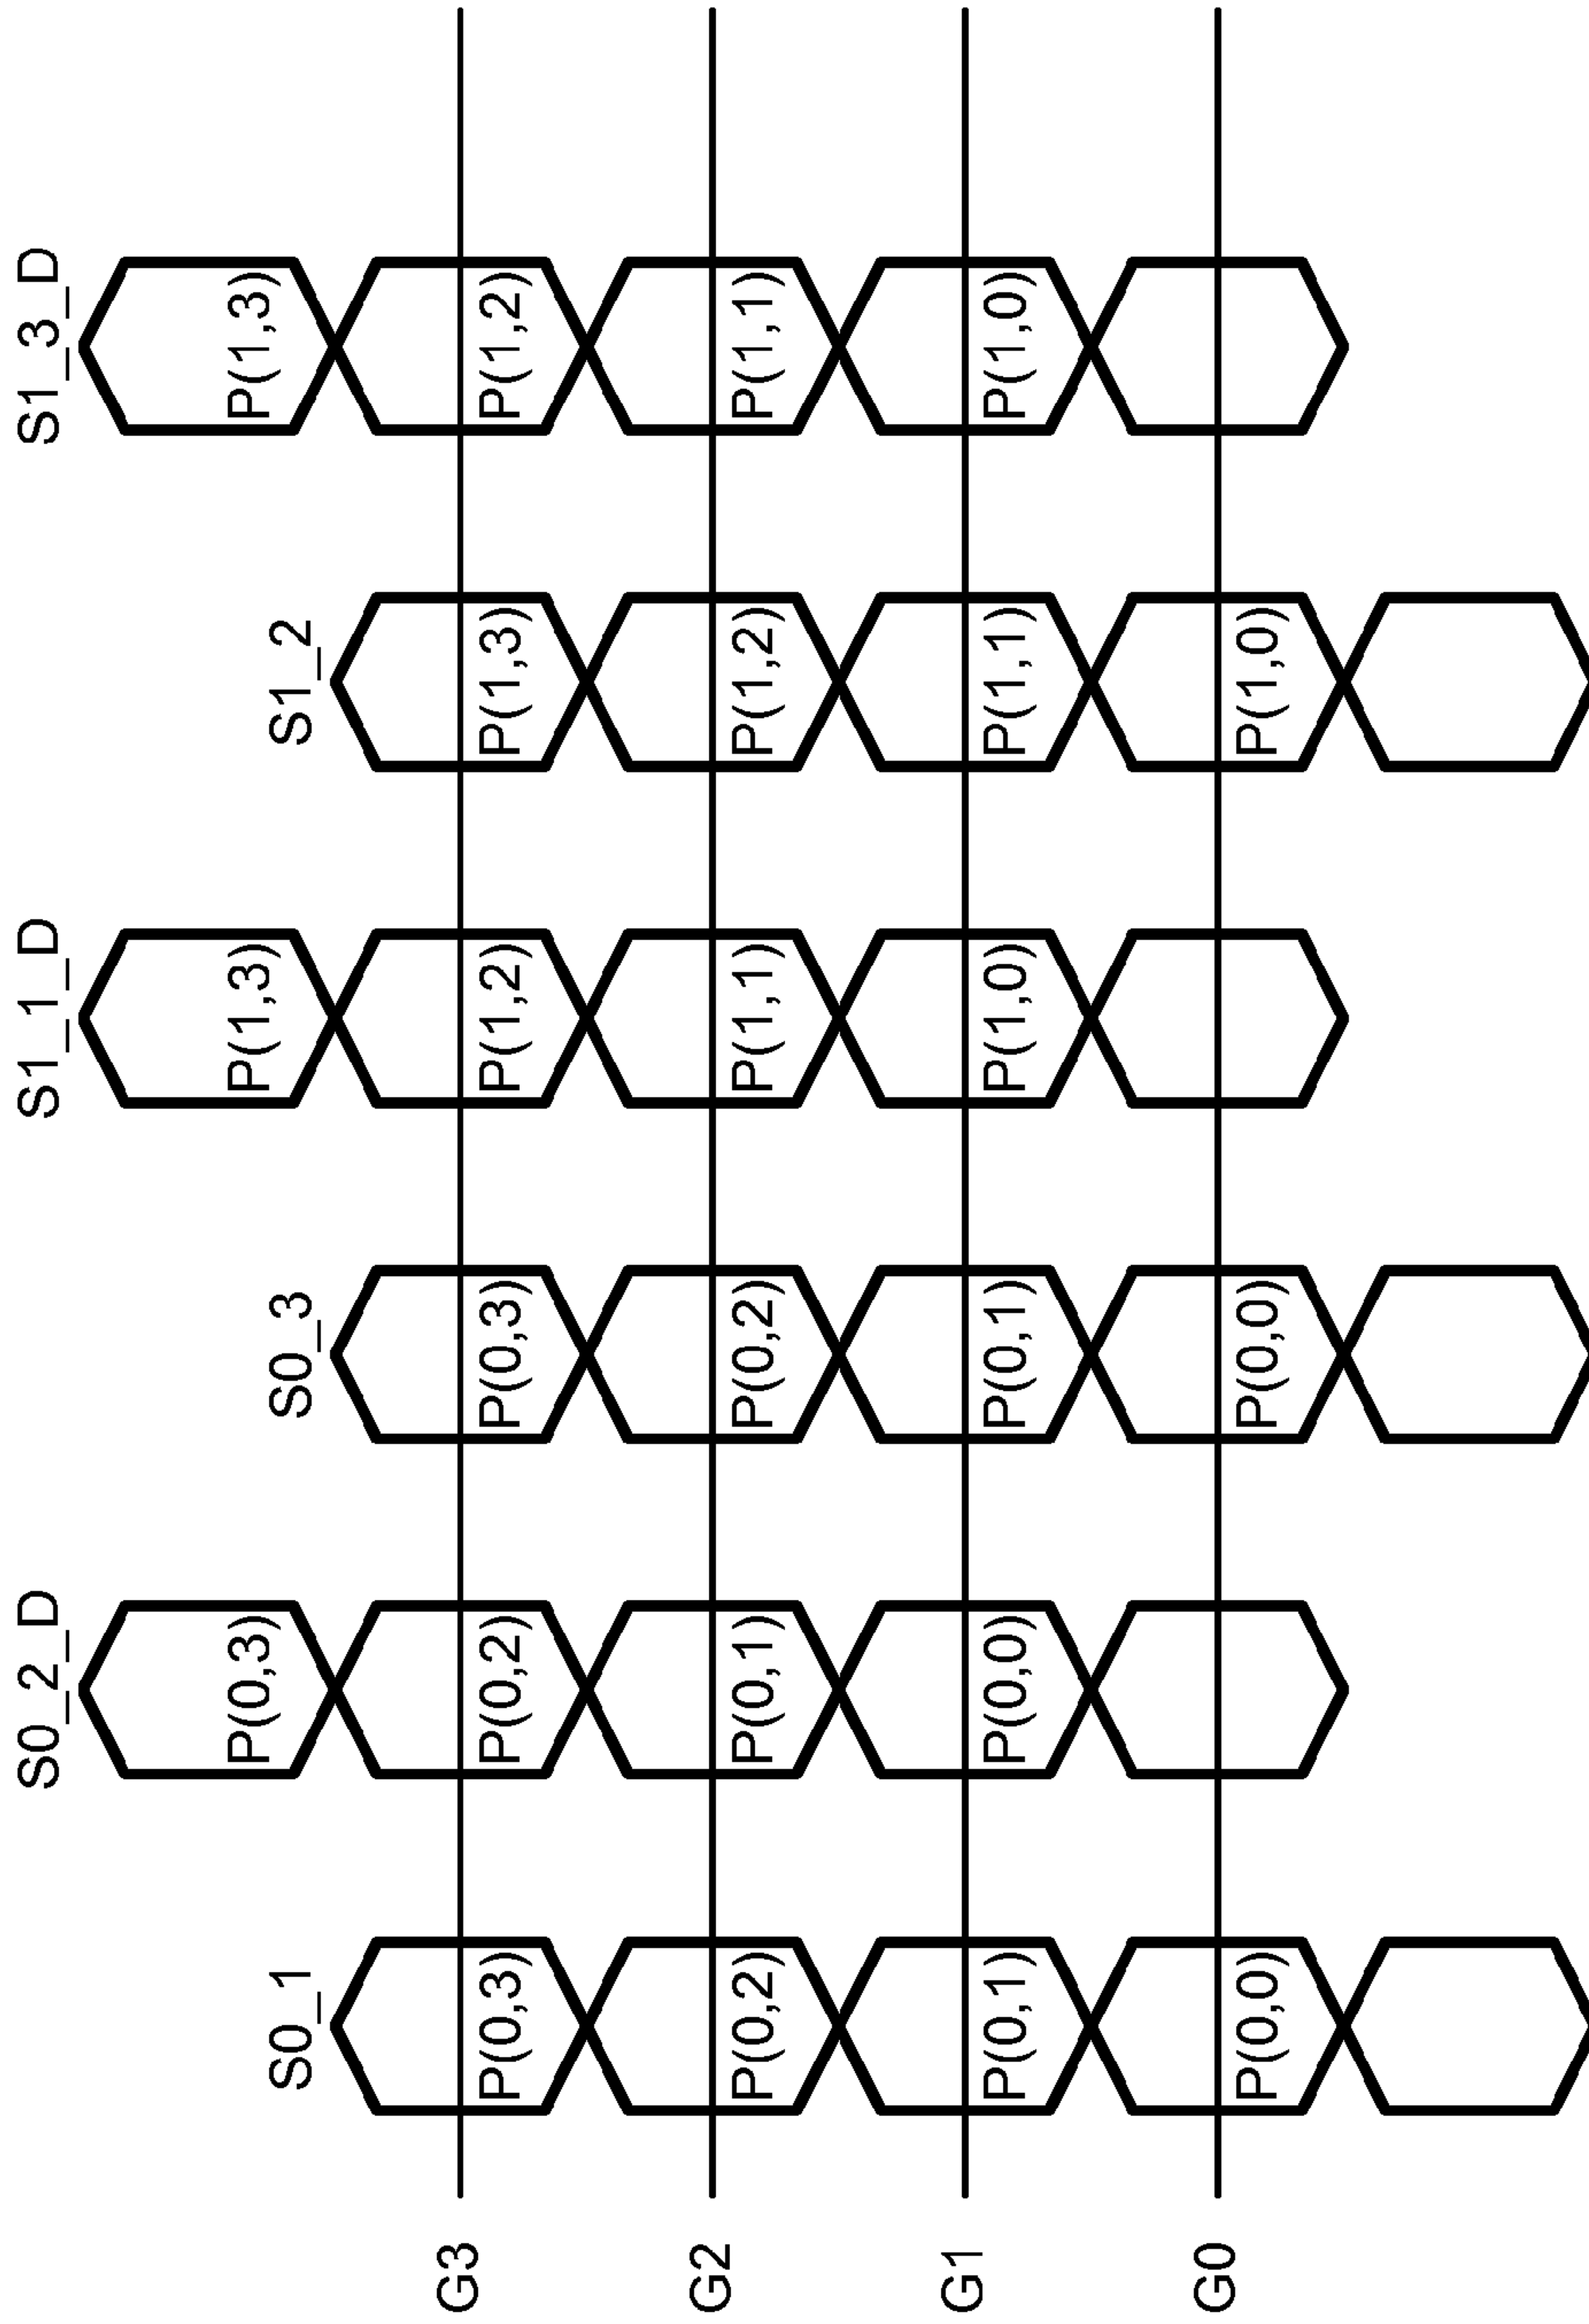 S0_2_D S1_1_D S1_3_D
P(0,3) P(1,3) P(1,3)
S0_1 S0_3 S1_2
G3
P(0,3) P(0,2) P(0,3) P(1,2) P(1,3) P(1,2)
G2
P(0,2) P(0,1) P(0,2) P(1,1) P(1,2) P(1,1)
G1
P(0,1) P(0,0) P(0,1) P(1,0) P(1,1) P(1,0)
G0
P(0,0) P(0,0) P(1,0)